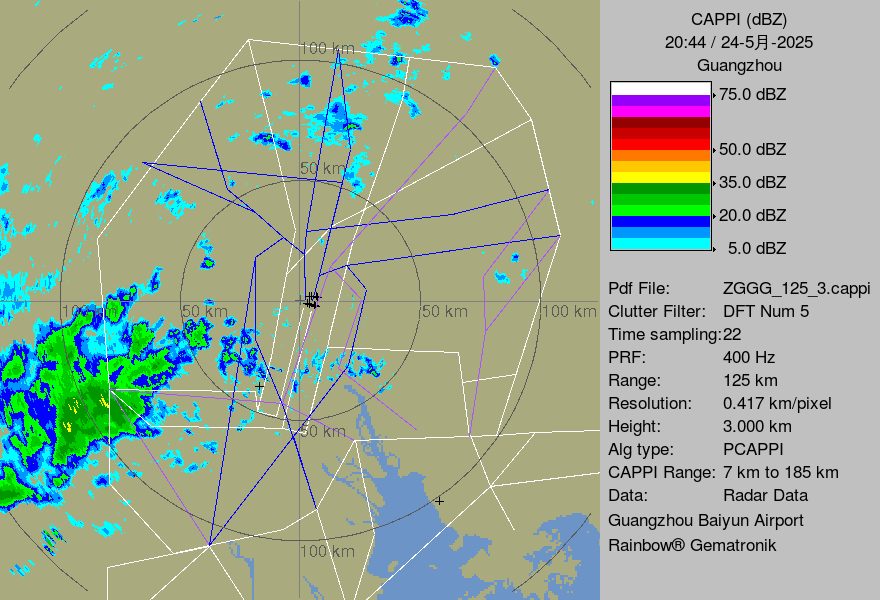 CAPPI (dBZ)
20:44 / 24-5月-2025
Guangzhou
75.0 dBZ
50.0 dBZ
35.0 dBZ
20.0 dBZ
5.0 dBZ
Pdf File: ZGGG_125_3.cappi
Clutter Filter: DFT Num 5
Time sampling:22
PRF: 400 Hz
Range: 125 km
Resolution: 0.417 km/pixel
Height: 3.000 km
Alg type: PCAPPI
CAPPI Range: 7 km to 185 km
Data: Radar Data
Guangzhou Baiyun Airport
Rainbow® Gematronik
100 km
50 km
100 km
50 km
50 km
100 km
50 km
100 km